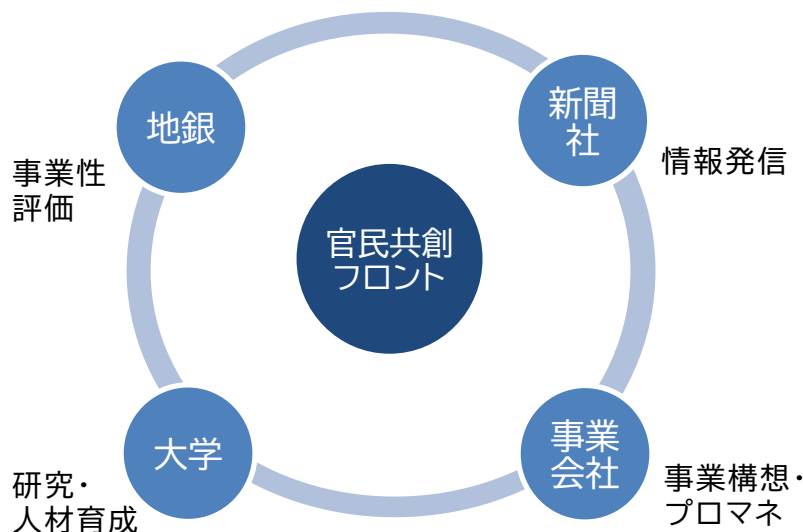 地銀
事業性
評価
新聞
社
情報発信
官民共創
フロント
大学
研究・
人材育成
事業
会社
事業構想・
プロマネ